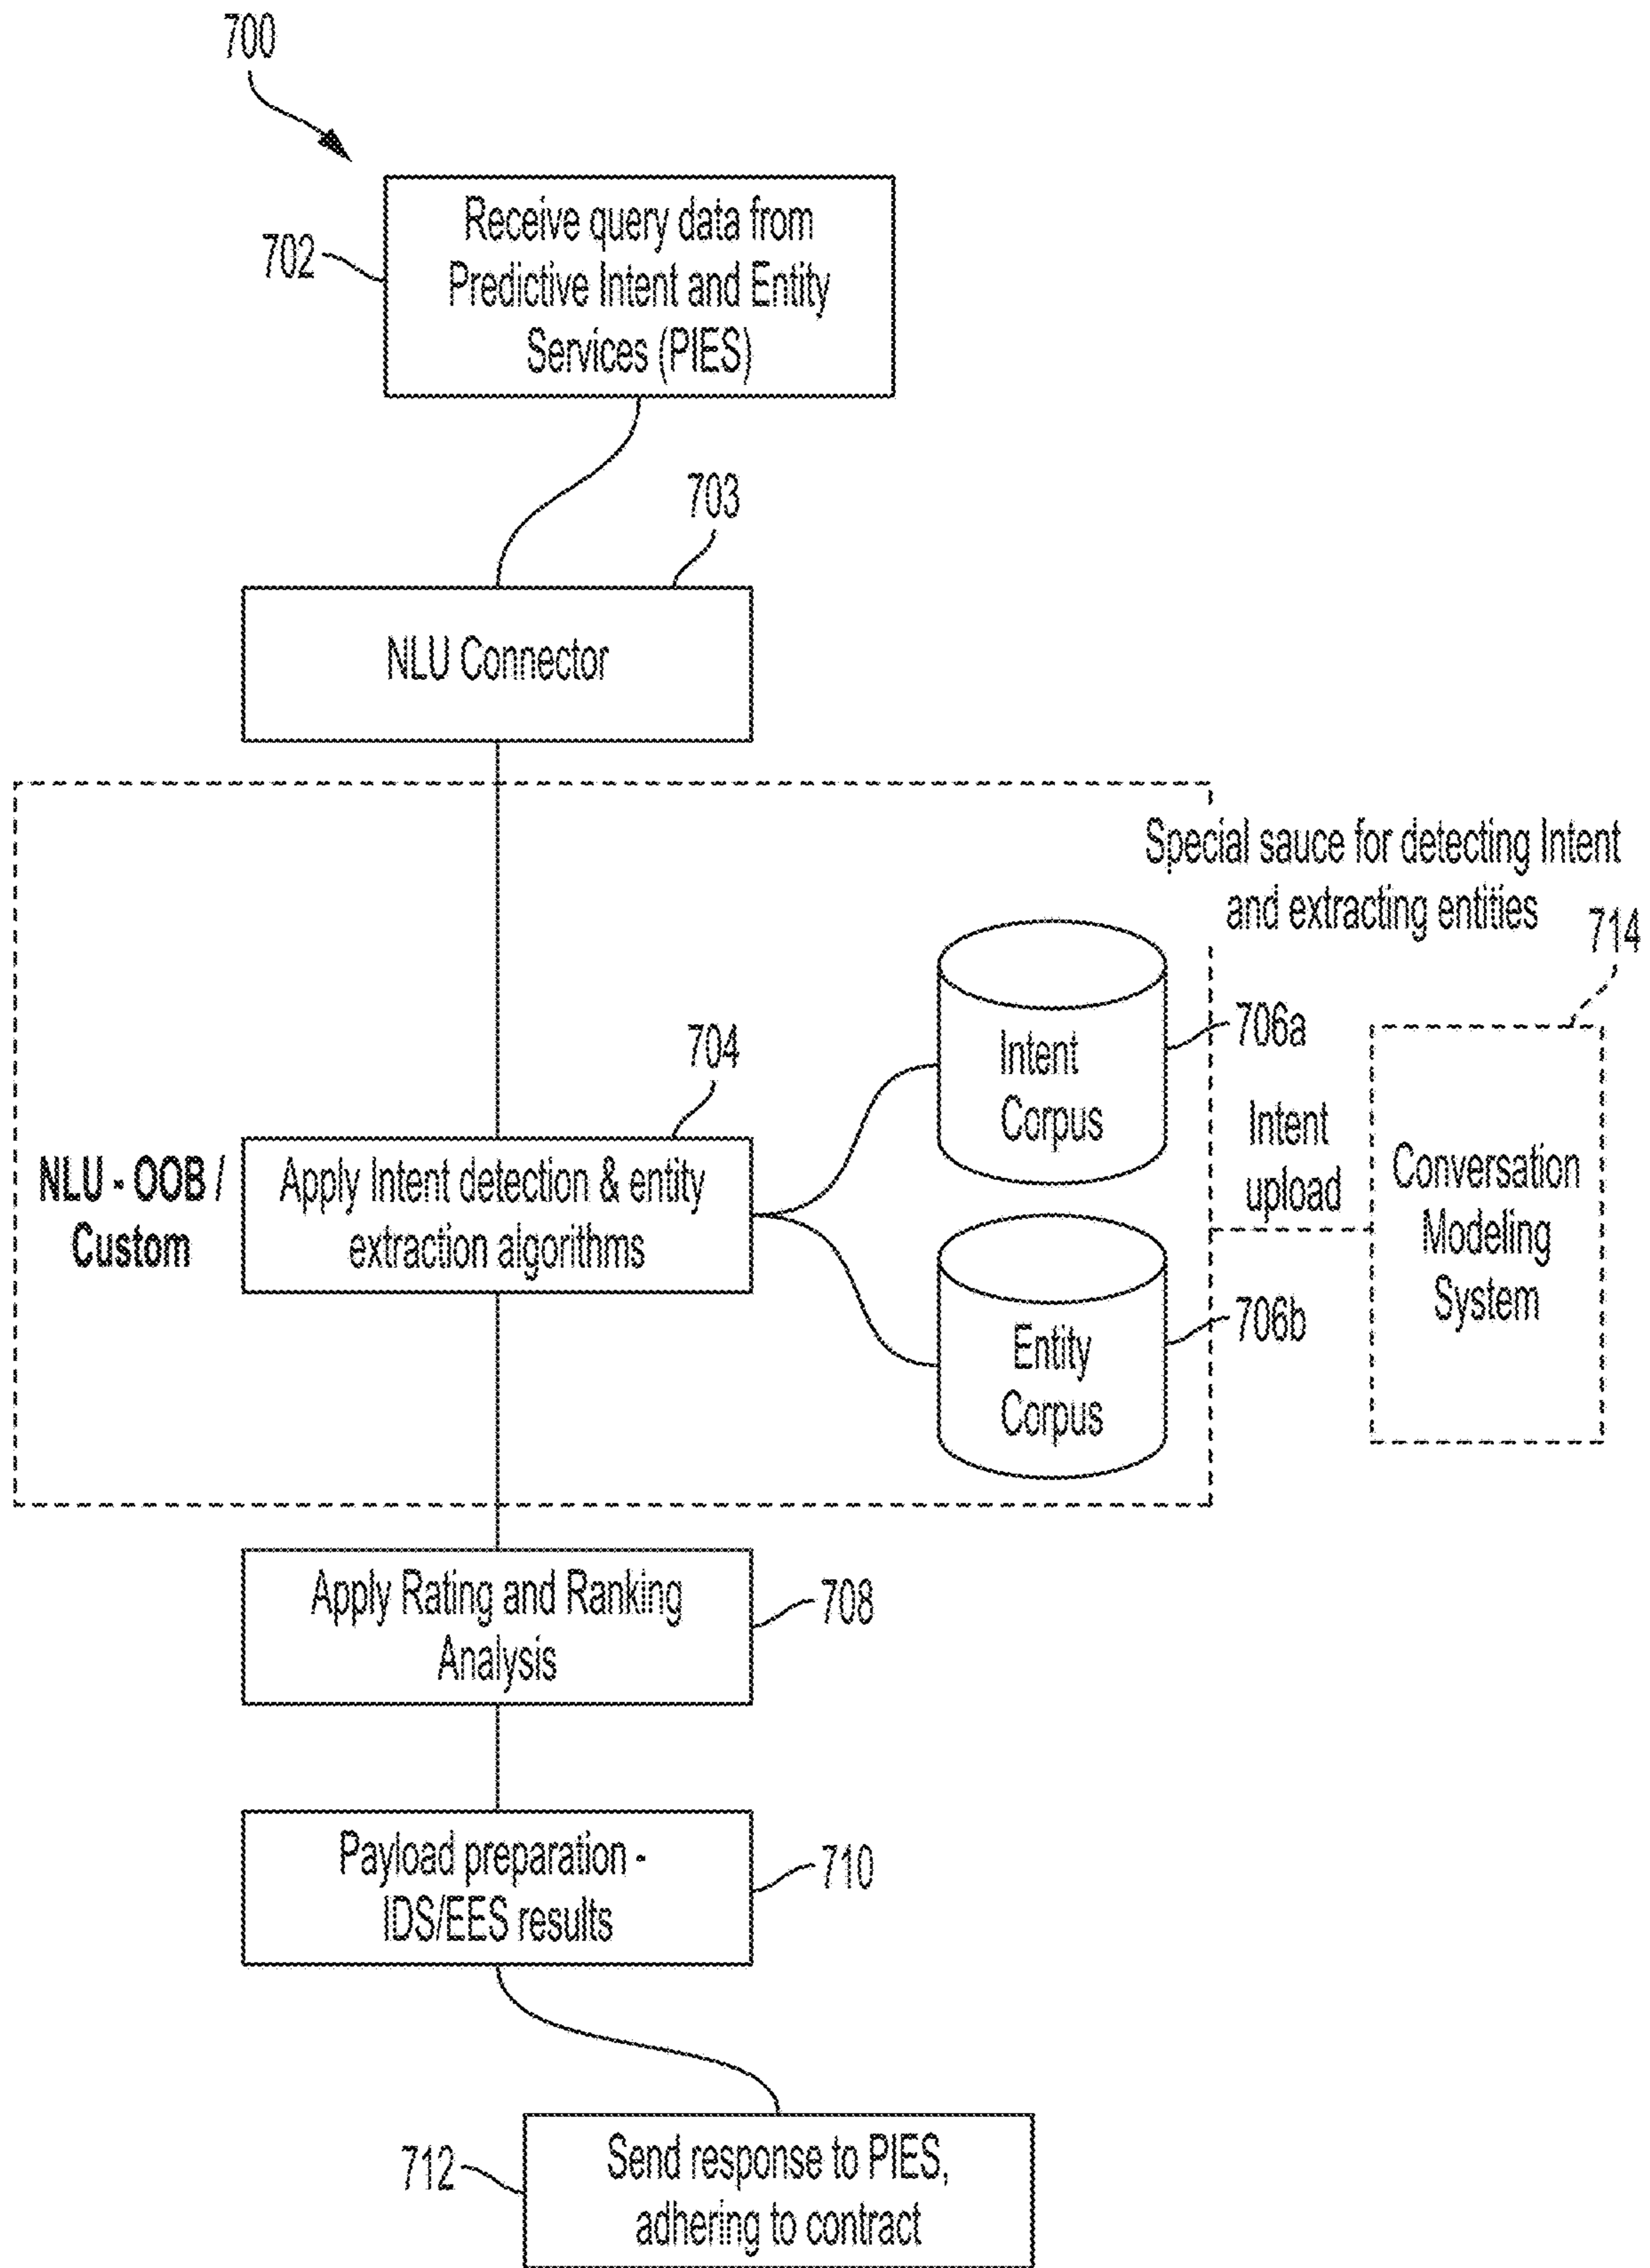 700
702
Receive query data from
Predictive Intent and Entity
Services (PIES)
703
NLU Connector
Special sauce for detecting Intent
and extracting entities
714
Intent
Corpus
706a
704
NLU - OOB /
Custom
Apply Intent detection & entity
extraction algorithms
Intent
upload
Conversation
Modeling
System
Entity
Corpus
706b
Apply Rating and Ranking
Analysis
708
Payload preparation -
IDS/EES results
710
712
Send response to PIES,
adhering to contract